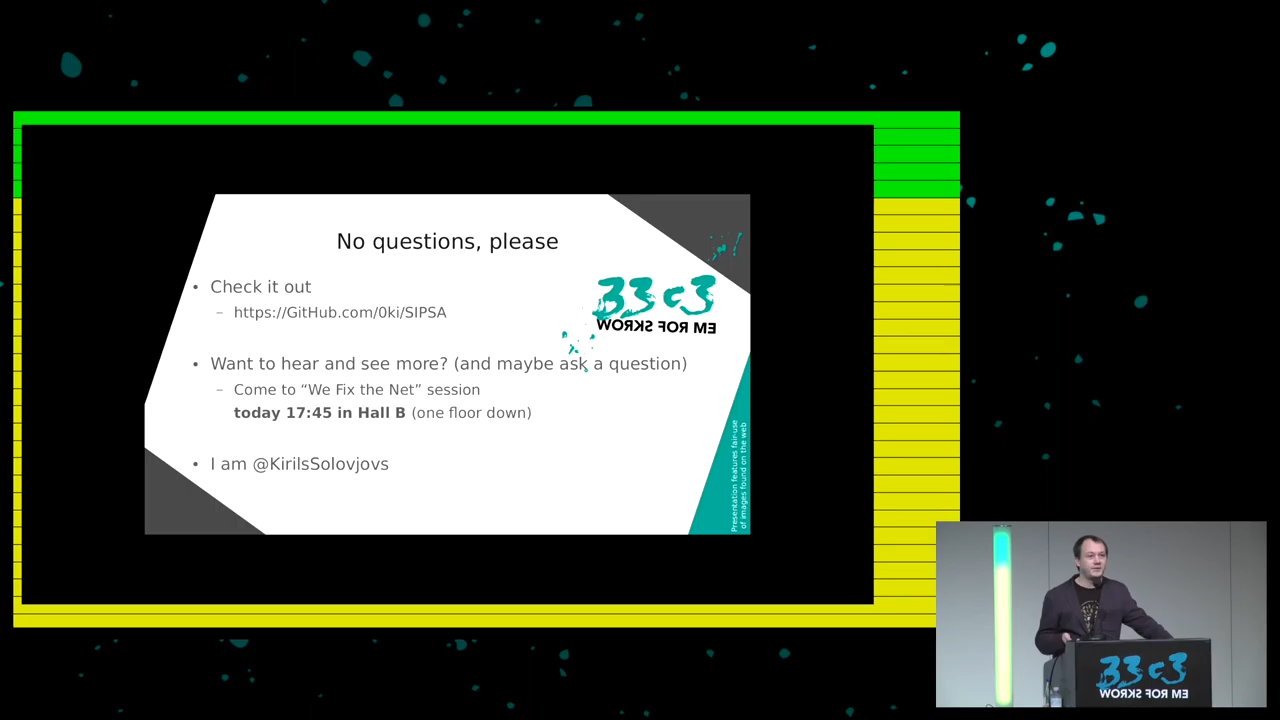 No questions, please
• Check it out
– https://GitHub.com/0ki/SIPSA
33c3
WORKS FOR ME
• Want to hear and see more? (and maybe ask a question)
– Come to “We Fix the Net” session
today 17:45 in Hall B (one floor down)
• I am @KirilsSolovjovs
Presentation features fair-use
of images found on the web
33c3
WORKS FOR ME